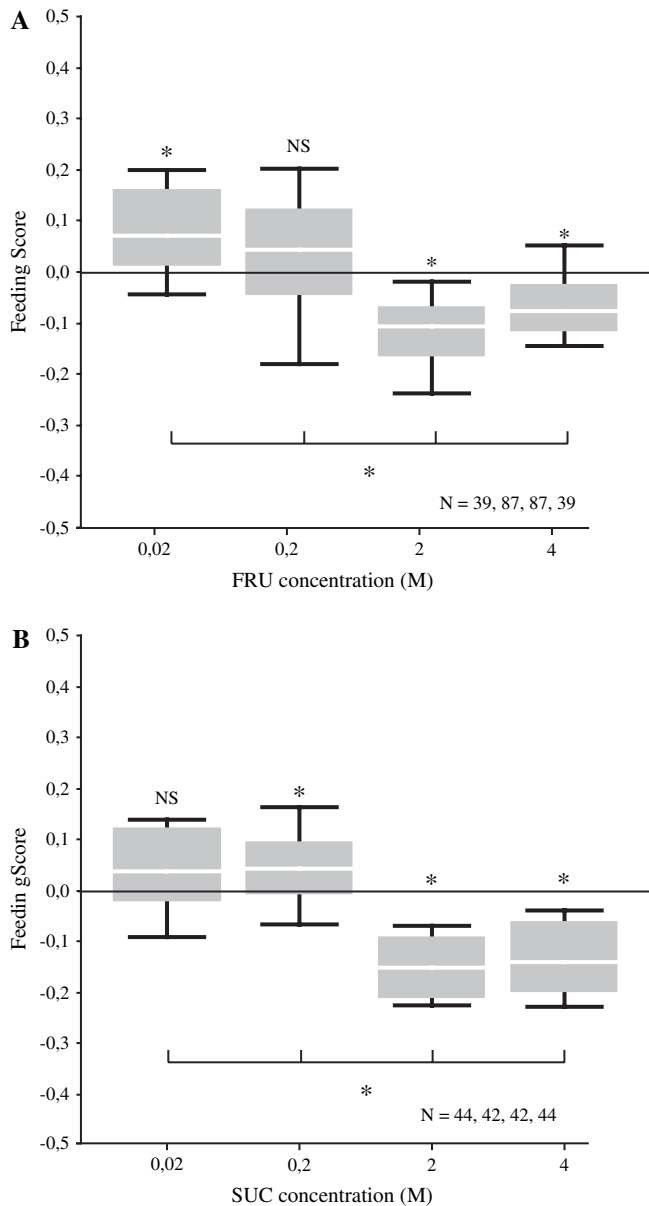 A
0,5
0,4
0,3
0,2
0,1
0,0
-0,1
-0,2
-0,3
-0,4
-0,5
Feeding Score
* NS * *
*
N = 39, 87, 87, 39
0,02 0,2 2 4
FRU concentration (M)
B
0,5
0,4
0,3
0,2
0,1
0,0
-0,1
-0,2
-0,3
-0,4
-0,5
Feedin gScore
NS * * *
*
N = 44, 42, 42, 44
0,02 0,2 2 4
SUC concentration (M)